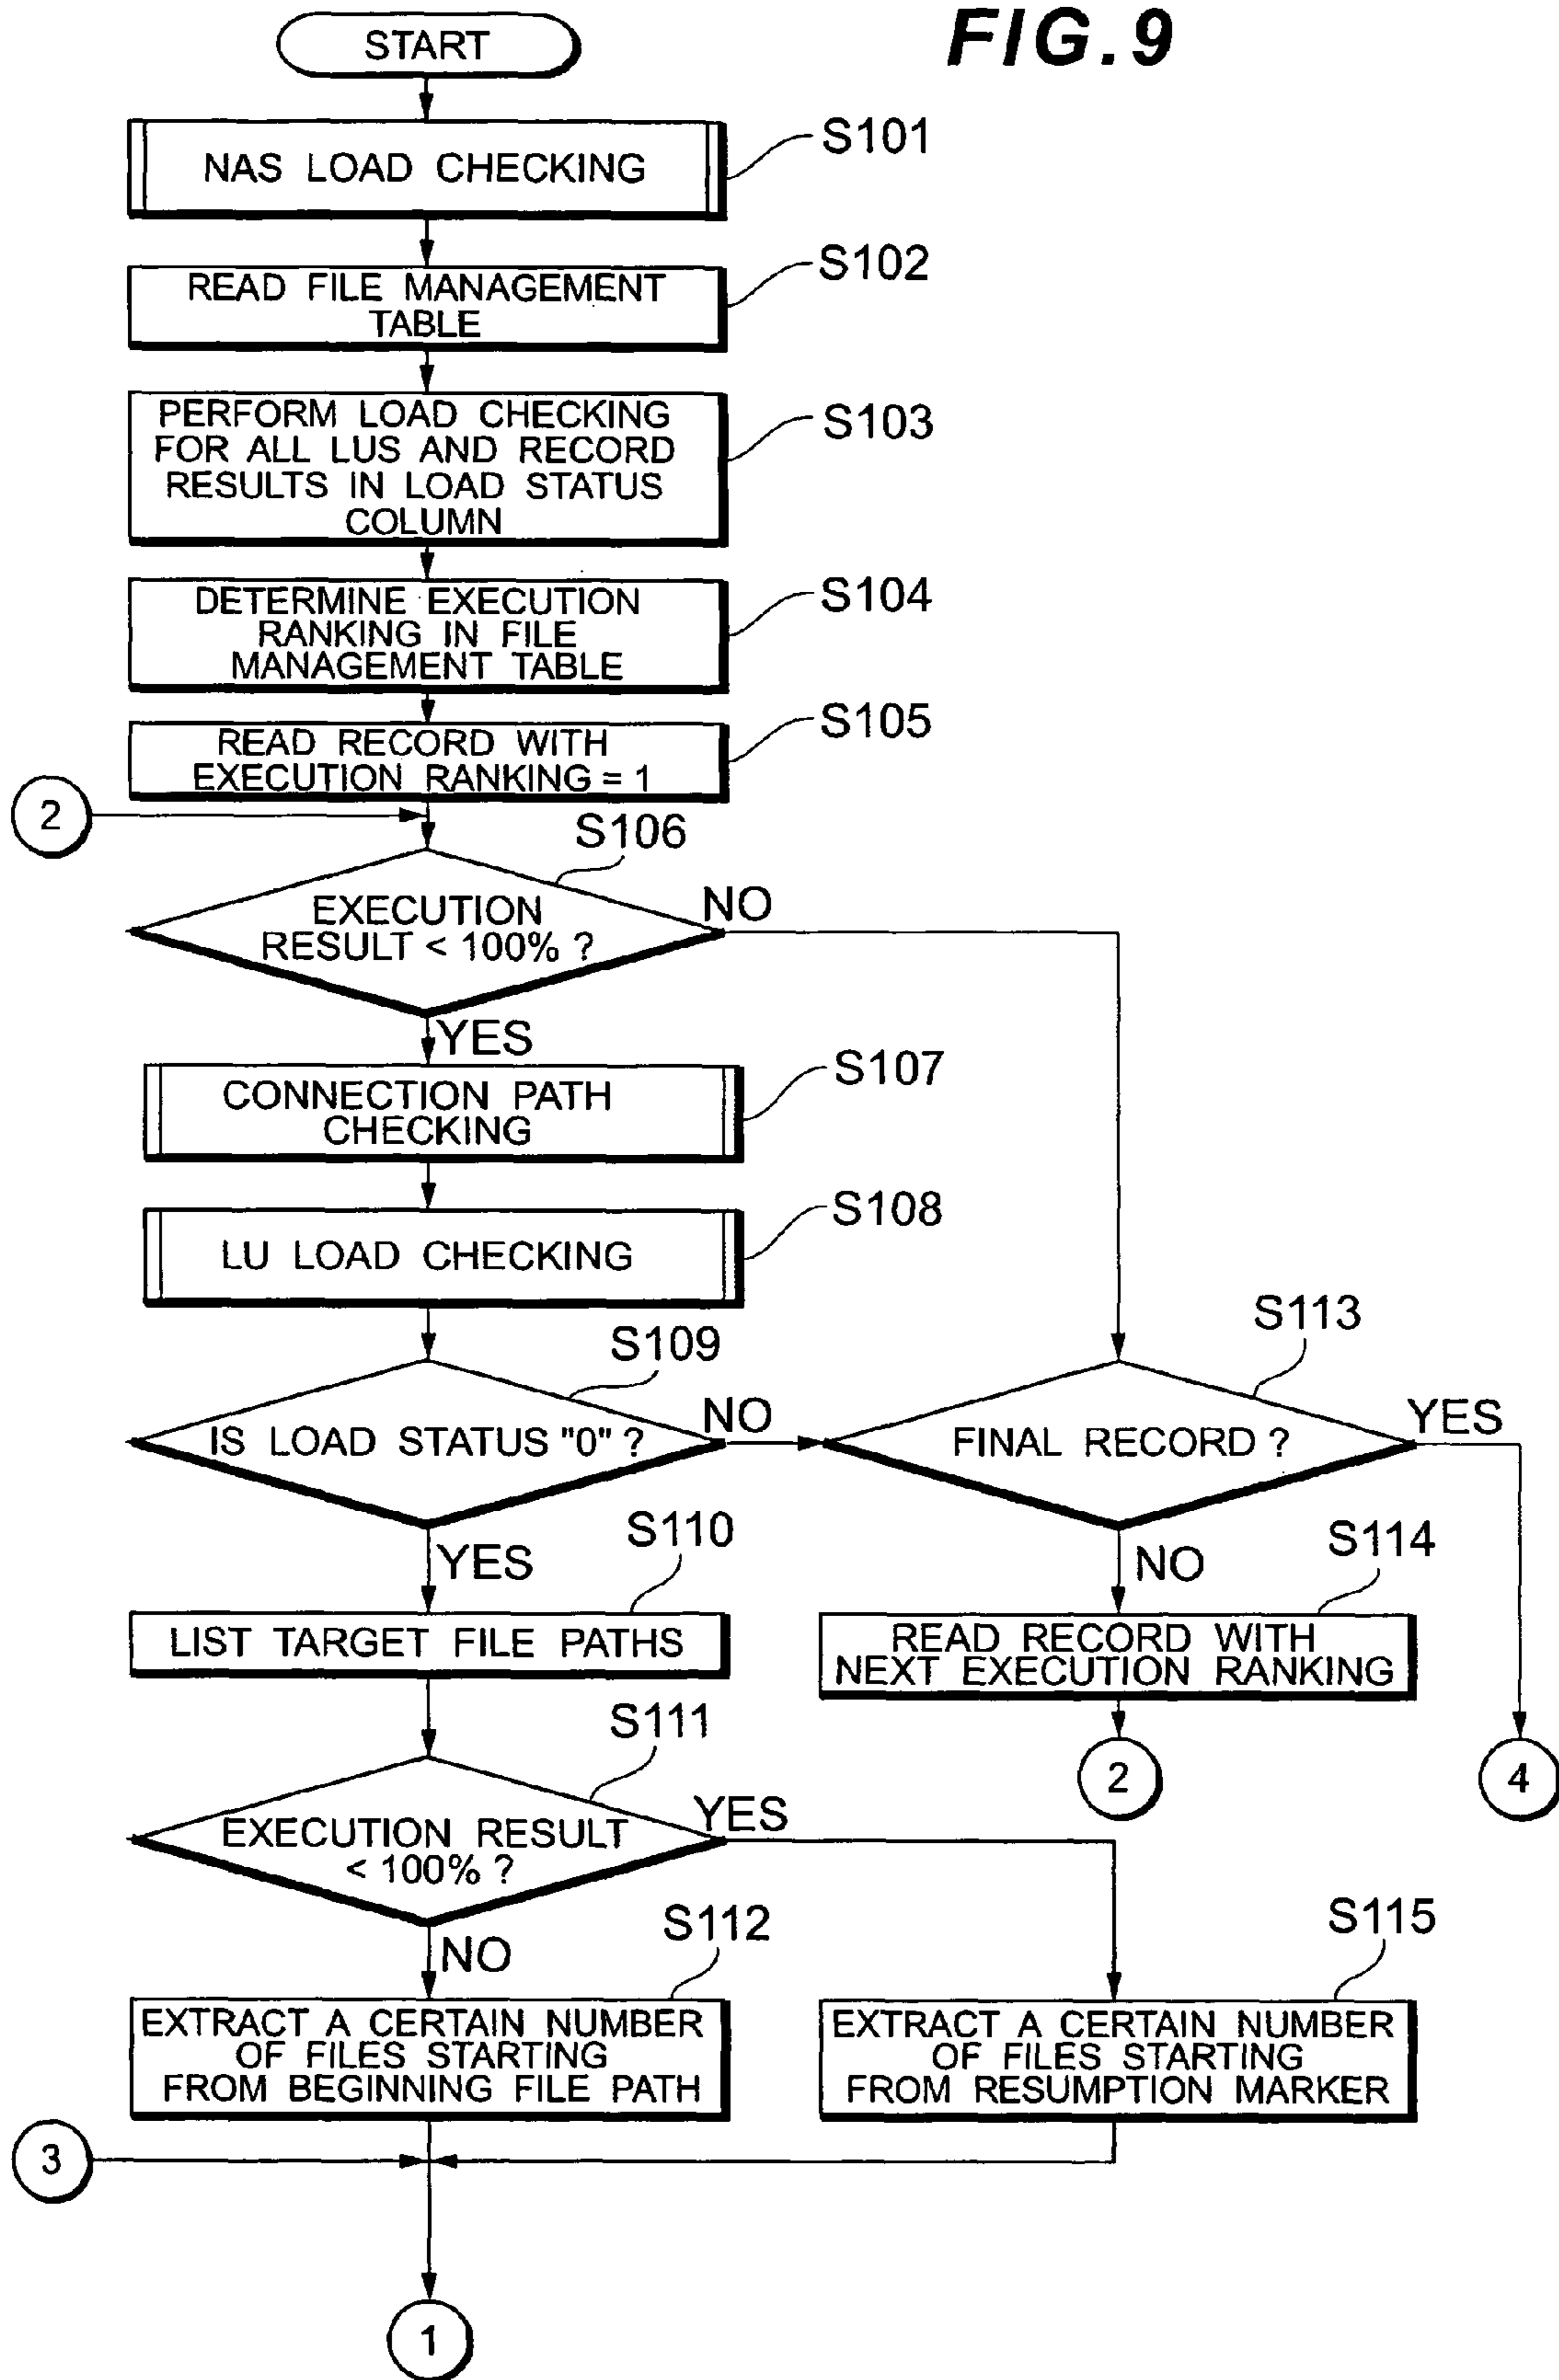 FIG.9
START
NAS LOAD CHECKING
S101
READ FILE MANAGEMENT
TABLE
S102
PERFORM LOAD CHECKING
FOR ALL LUS AND RECORD
RESULTS IN LOAD STATUS
COLUMN
S103
DETERMINE EXECUTION
RANKING IN FILE
MANAGEMENT TABLE
S104
READ RECORD WITH
EXECUTION RANKING = 1
S105
2
S106
EXECUTION
RESULT < 100% ?
NO
YES
CONNECTION PATH
CHECKING
S107
LU LOAD CHECKING
S108
S109
IS LOAD STATUS "0" ?
NO
YES
S113
FINAL RECORD ?
YES
NO
S110
LIST TARGET FILE PATHS
S114
READ RECORD WITH
NEXT EXECUTION RANKING
2
4
S111
EXECUTION RESULT
< 100% ?
YES
NO
S112
EXTRACT A CERTAIN NUMBER
OF FILES STARTING
FROM BEGINNING FILE PATH
S115
EXTRACT A CERTAIN NUMBER
OF FILES STARTING
FROM RESUMPTION MARKER
3
1